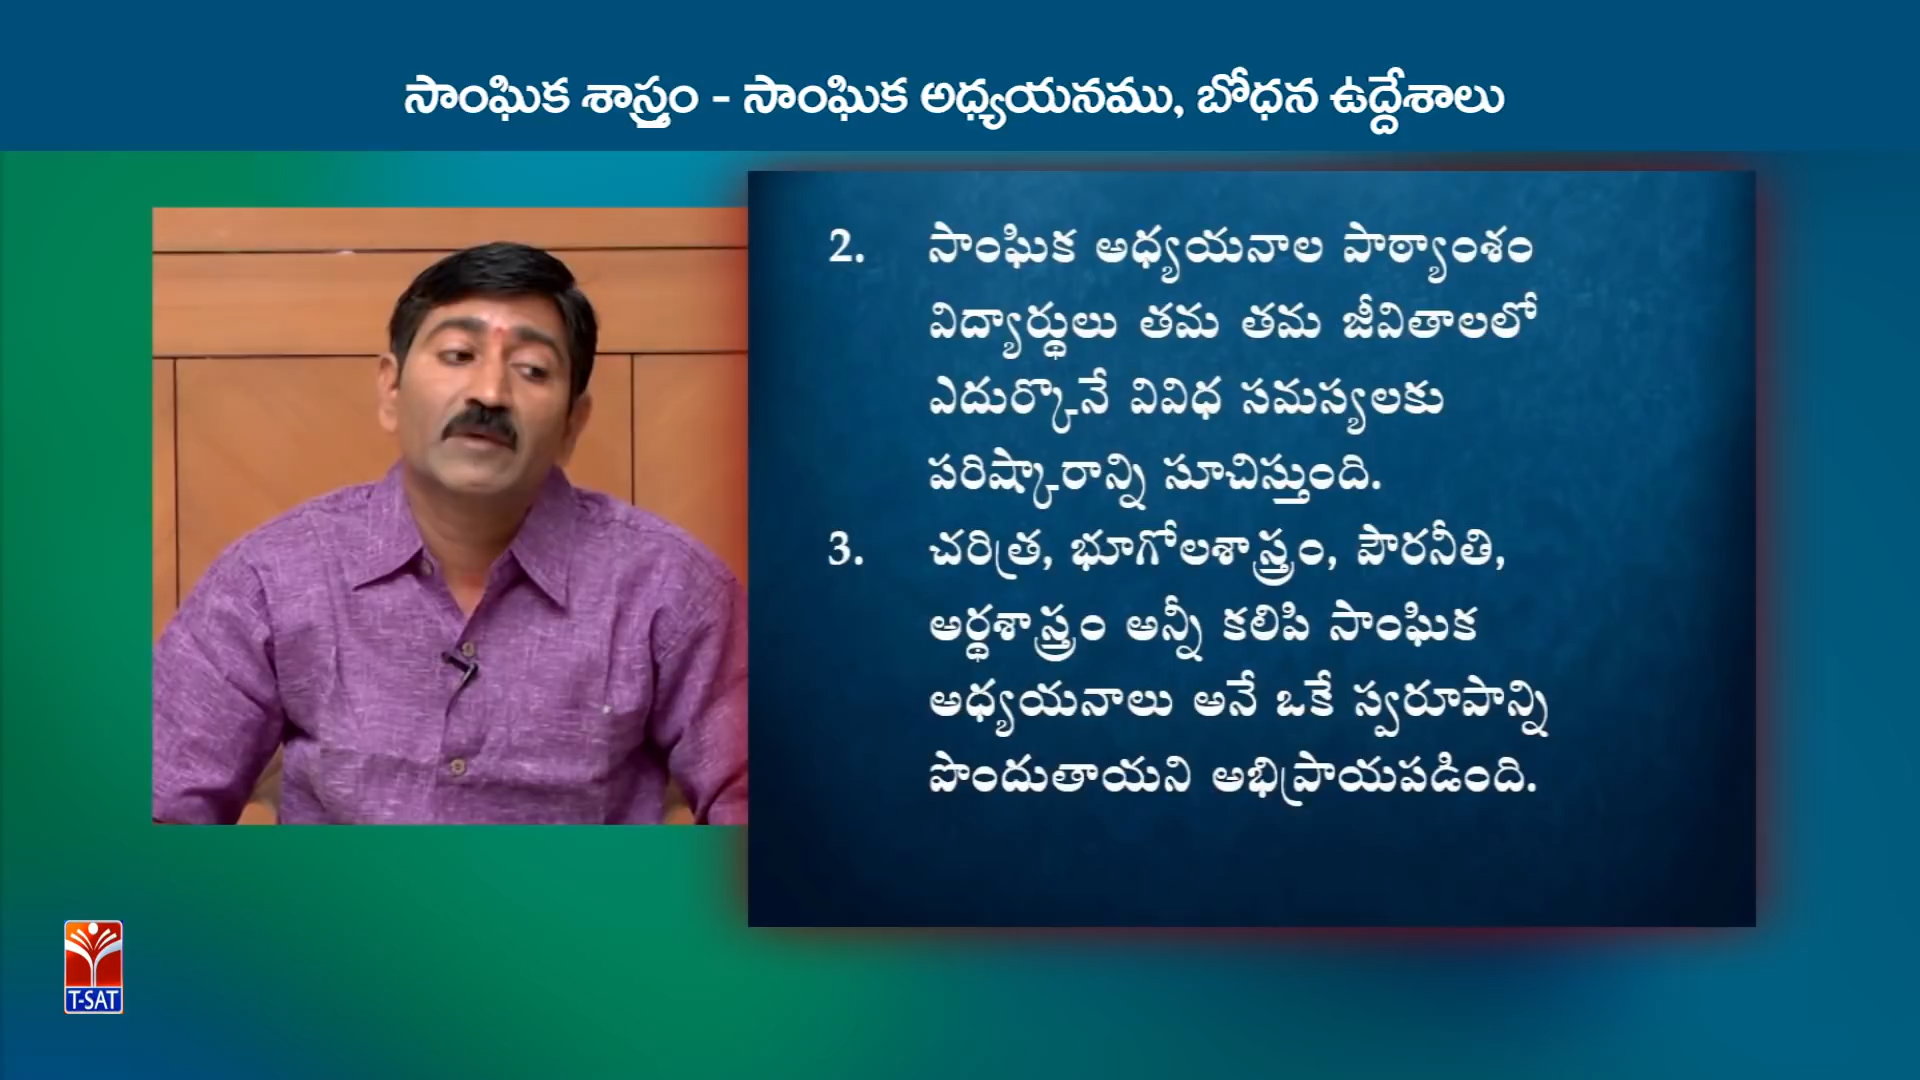 సాంఘిక శాస్త్రం - సాంఘిక అధ్యయనము, బోధన ఉద్దేశాలు
2. సాంఘిక అధ్యయనాల పాఠ్యాంశం
విద్యార్థులు తమ తమ జీవితాలలో
ఎదుర్కొనే వివిధ సమస్యలకు
పరిష్కారాన్ని సూచిస్తుంది.
3. చరిత్ర, భూగోళశాస్త్రం, పౌరనీతి,
అర్థశాస్త్రం అన్నీ కలిపి సాంఘిక
అధ్యయనాలు అనే ఒకే స్వరూపాన్ని
పొందుతాయని అభిప్రాయపడింది.
T-SAT